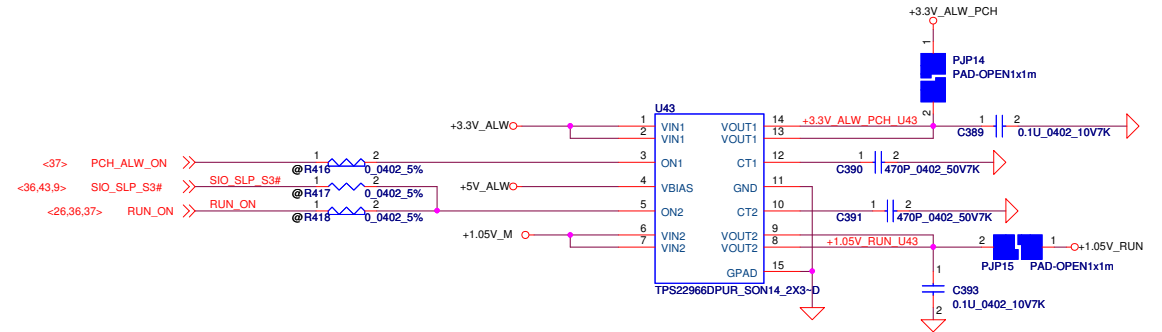 +3.3V_ALW_PCH
1
PJP14
PAD-OPEN1x1m
2
U43
+3.3V_ALW
1 VIN1 VOUT1 14 +3.3V_ALW_PCH_U43
2 VIN1 VOUT1 13
1 2
C389 0.1U_0402_10V7K
<37> PCH_ALW_ON 1 2 3 ON1 CT1 12 1 2
@R416 0_0402_5% C390 470P_0402_50V7K
<36,43,9> SIO_SLP_S3# SIO_SLP_S3# 1 2 +5V_ALW 4 VBIAS GND 11
@R417 0_0402_5%
<26,36,37> RUN_ON RUN_ON 1 2 5 ON2 CT2 10 1 2
@R418 0_0402_5% C391 470P_0402_50V7K
+1.05V_M 6 VIN2 VOUT2 9
7 VIN2 VOUT2 8 +1.05V_RUN_U43 2 1 +1.05V_RUN
PJP15 PAD-OPEN1x1m
GPAD 15
1
TPS22966DPUR_SON14_2X3~D
C393
0.1U_0402_10V7K
2